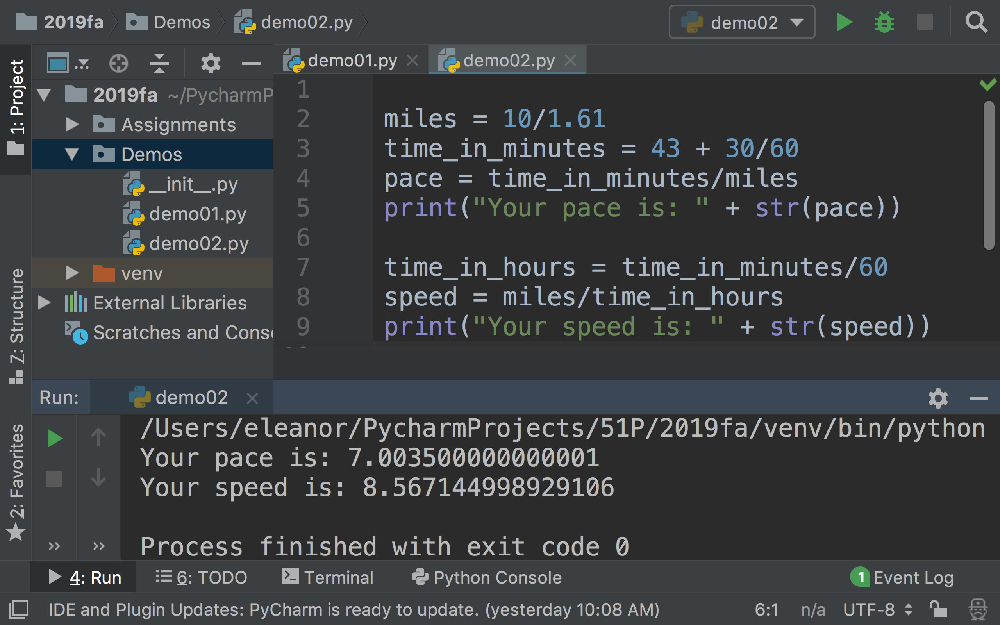 2019fa Demos demo02.py demo02
1: Project
demo01.py demo02.py
2019fa ~/PycharmP
Assignments
Demos
__init__.py
demo01.py
demo02.py
venv
External Libraries
Scratches and Conso
1
2 miles = 10/1.61
3 time_in_minutes = 43 + 30/60
4 pace = time_in_minutes/miles
5 print("Your pace is: " + str(pace))
6
7 time_in_hours = time_in_minutes/60
8 speed = miles/time_in_hours
9 print("Your speed is: " + str(speed))
7: Structure
2: Favorites
Run: demo02
/Users/eleanor/PycharmProjects/51P/2019fa/venv/bin/python
Your pace is: 7.003500000000001
Your speed is: 8.567144998929106
Process finished with exit code 0
4: Run 6: TODO Terminal Python Console 1 Event Log
IDE and Plugin Updates: PyCharm is ready to update. (yesterday 10:08 AM) 6:1 n/a UTF-8